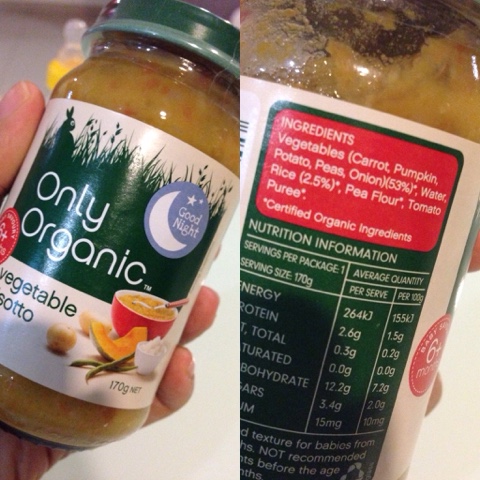 Only
Organic™
Good
Night
vegetable
sotto
170g NET
INGREDIENTS
Vegetables (Carrot, Pumpkin,
Potato, Peas, Onion)(53%)*, Water,
Rice (2.5%)*, Pea Flour*, Tomato
Puree*.
*Certified Organic Ingredients
NUTRITION INFORMATION
SERVINGS PER PACKAGE: 1
SERVING SIZE: 170g
AVERAGE QUANTITY
PER SERVE PER 100g
NERGY 264kJ 155kJ
ROTEIN 2.6g 1.5g
T, TOTAL 0.3g 0.2g
TURATED 0.0g 0.0g
BOHYDRATE 12.2g 7.2g
GARS 3.4g 2.0g
UM 15mg 10mg
6+
months
d texture for babies from
hs. NOT recommended
nts before the age
nths.